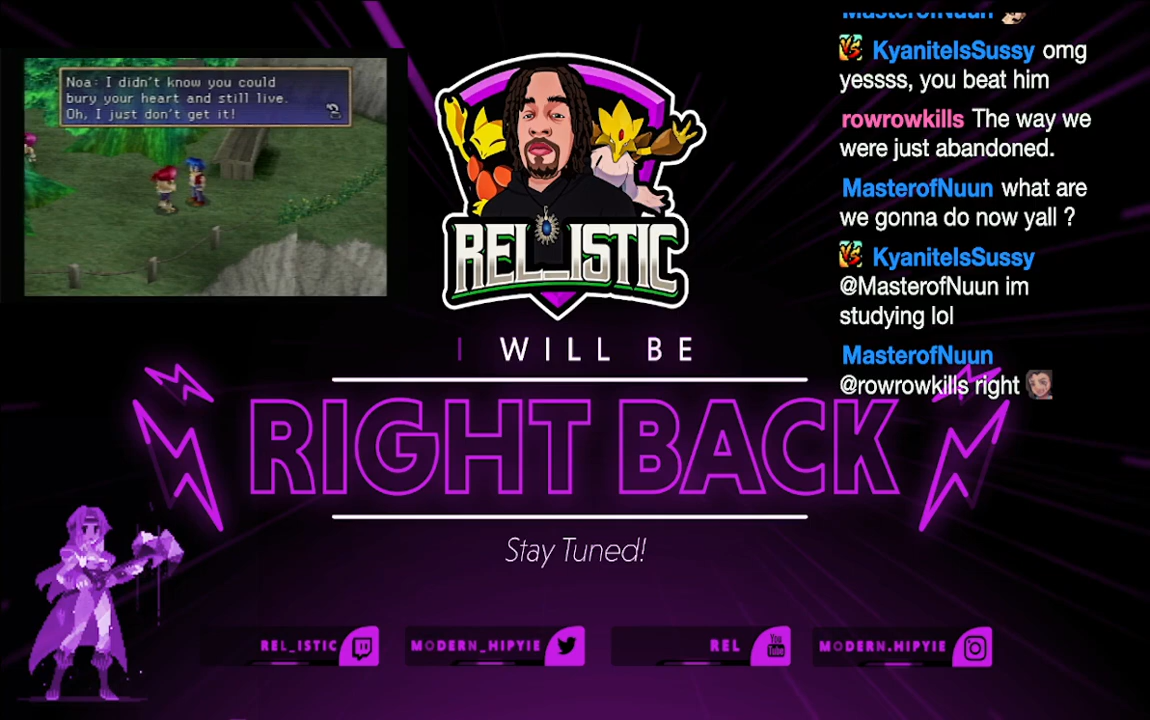 Noa: I didn't know you could
bury your heart and still live.
Oh, I just don't get it!
REL_ISTIC
I WILL BE
RIGHT BACK
Stay Tuned!
MasterofNuun
KyaniteIsSussy omg
yessss, you beat him
rowrowkills The way we
were just abandoned.
MasterofNuun what are
we gonna do now yall ?
KyaniteIsSussy
@MasterofNuun im
studying lol
MasterofNuun
@rowrowkills right
REL_ISTIC
MODERN_HIPYIE
REL
You
Tube
MODERN.HIPYIE